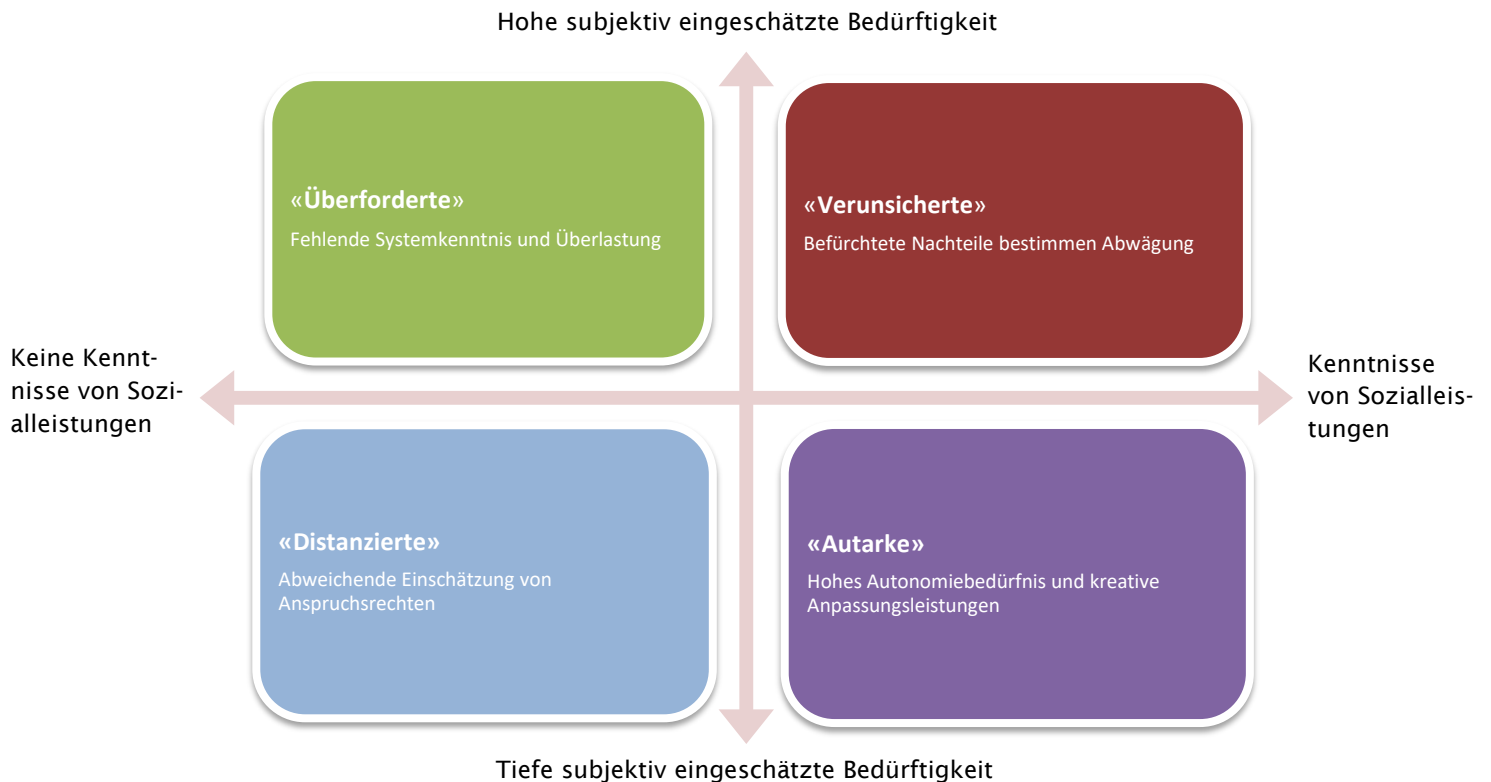 Hohe subjektiv eingeschätzte Bedürftigkeit
«Überforderte»
Fehlende Systemkenntnis und Überlastung
«Verunsicherte»
Befürchtete Nachteile bestimmen Abwägung
Keine Kennt-
nisse von Sozi-
alleistungen
Kenntnisse
von Sozialleis-
tungen
«Distanzierte»
Abweichende Einschätzung von
Anspruchsrechten
«Autarke»
Hohes Autonomiebedürfnis und kreative
Anpassungsleistungen
Tiefe subjektiv eingeschätzte Bedürftigkeit